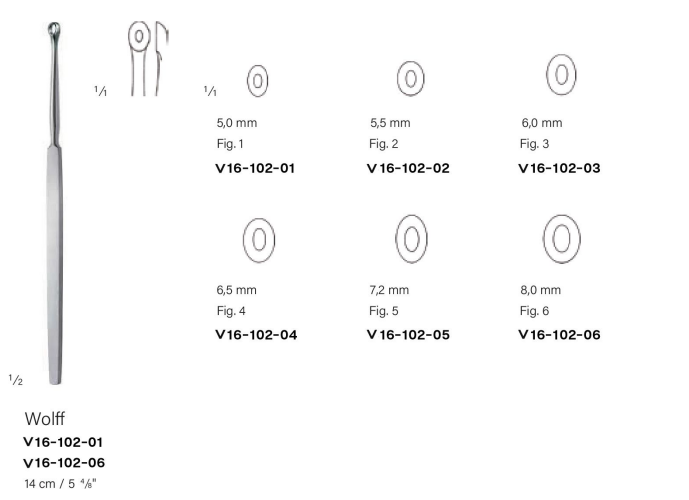 1/1
1/1
5,0 mm
Fig. 1
V16-102-01
5,5 mm
Fig. 2
V16-102-02
6,0 mm
Fig. 3
V16-102-03
6,5 mm
Fig. 4
V16-102-04
7,2 mm
Fig. 5
V16-102-05
8,0 mm
Fig. 6
V16-102-06
1/2
Wolff
V16-102-01
V16-102-06
14 cm / 5 4/8"